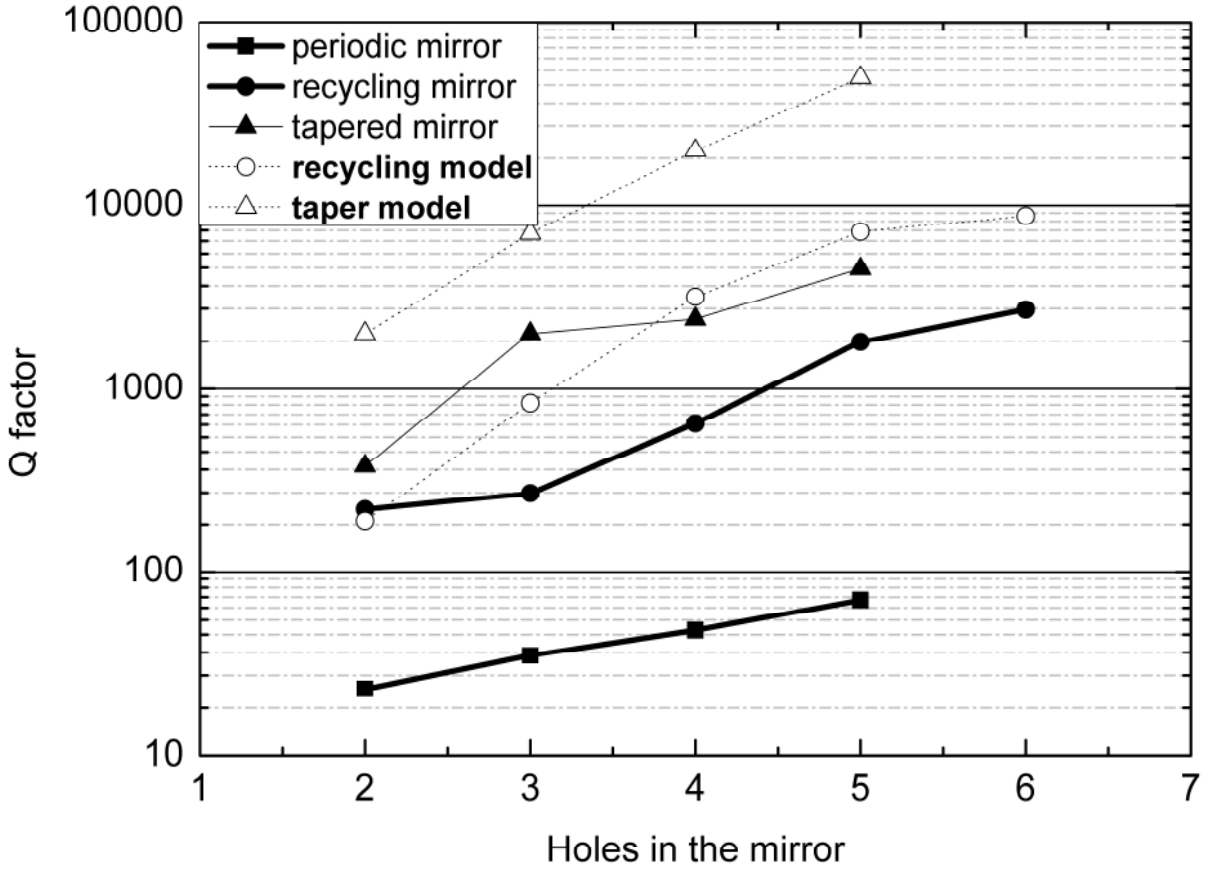 100000
periodic mirror
recycling mirror
tapered mirror
recycling model
taper model
10000
1000
100
10
Q factor
1 2 3 4 5 6 7
Holes in the mirror